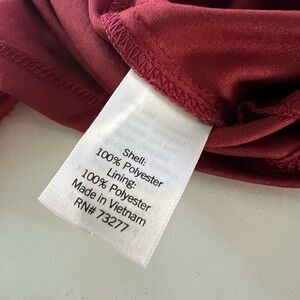 Shell:
100% Polyester
Lining:
100% Polyester
Made in Vietnam
RN# 73277